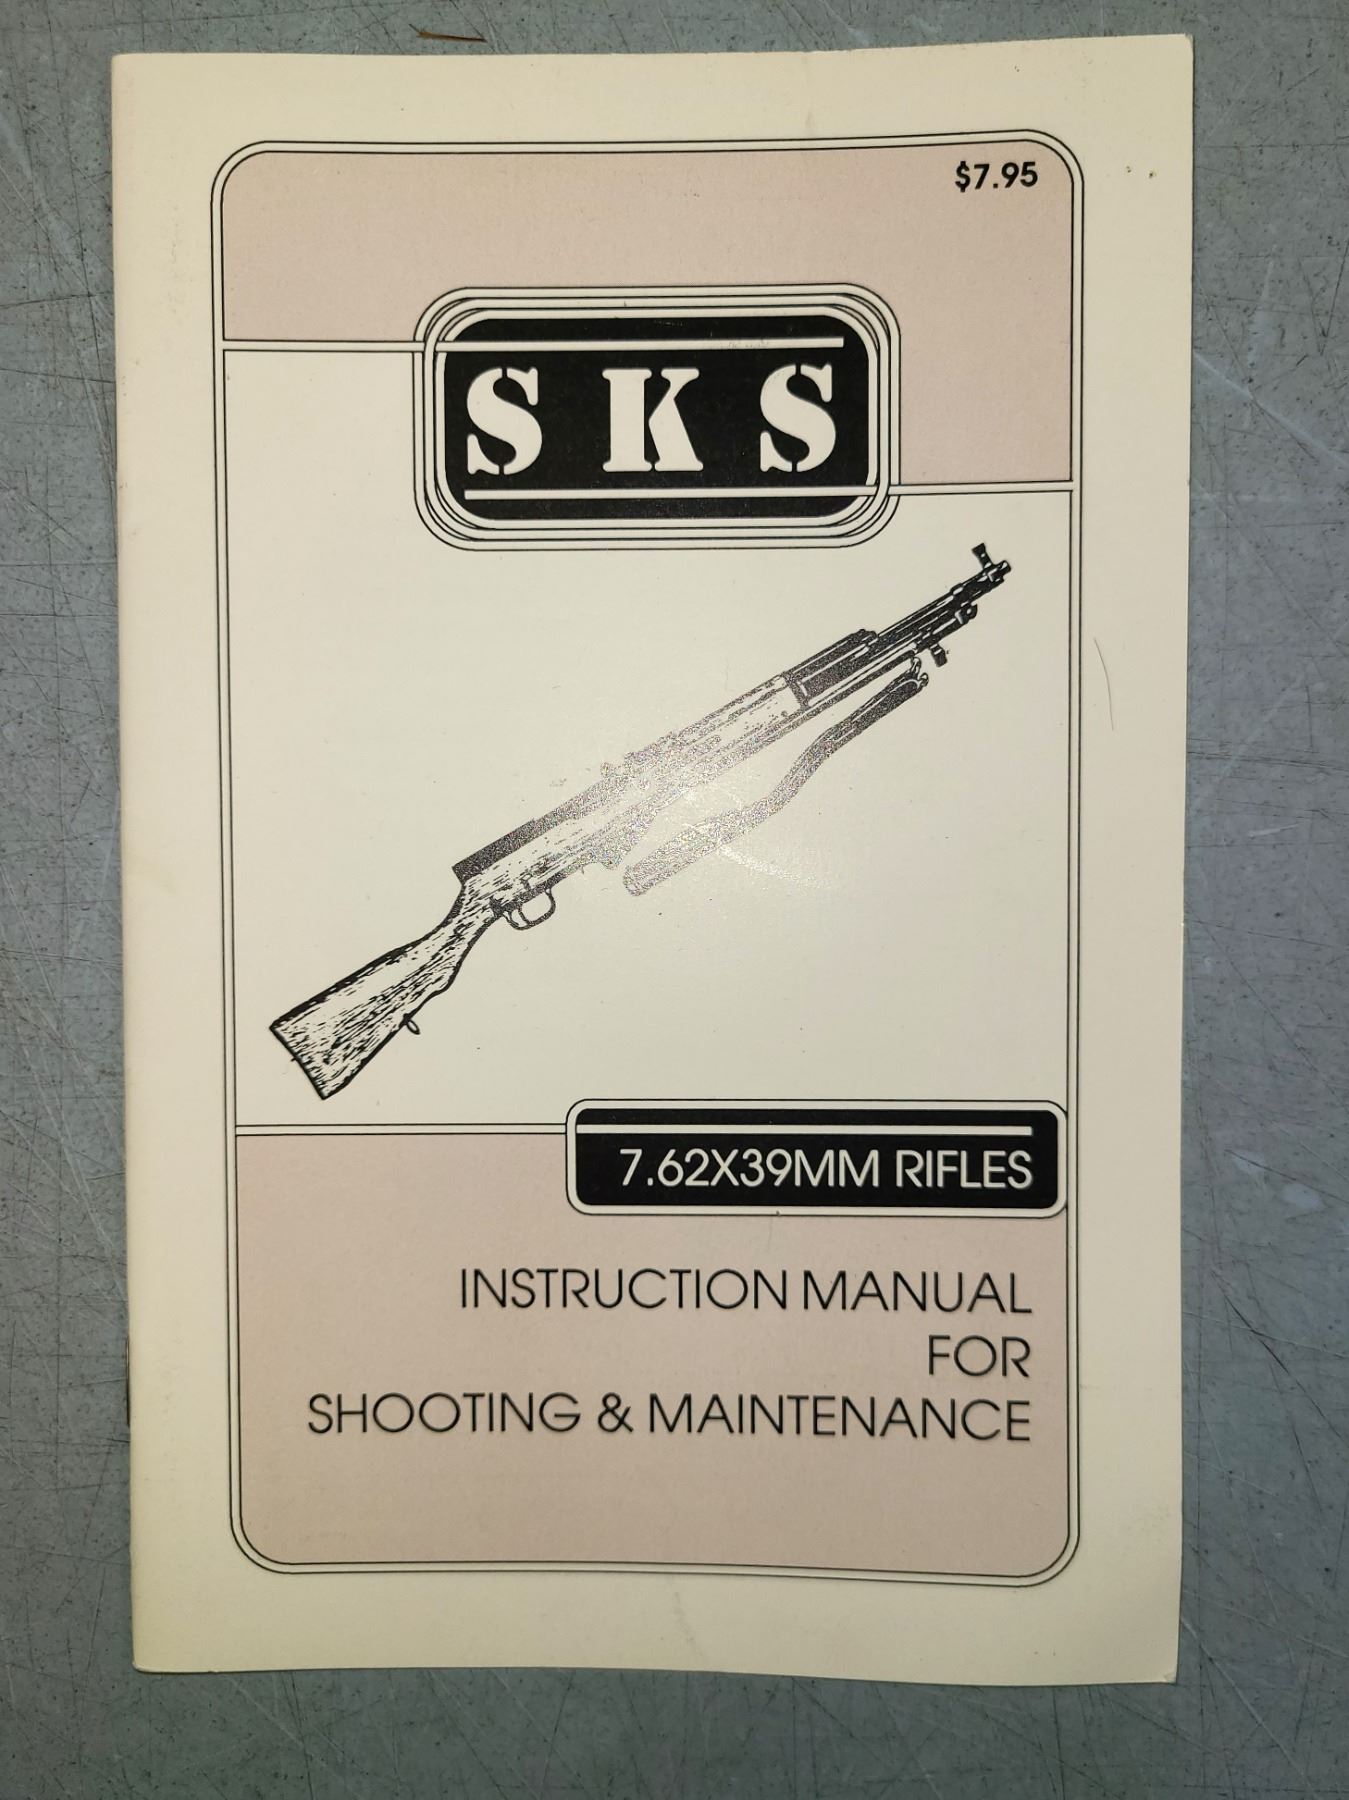 $7.95
SKS
7.62X39MM RIFLES
INSTRUCTION MANUAL
FOR
SHOOTING & MAINTENANCE